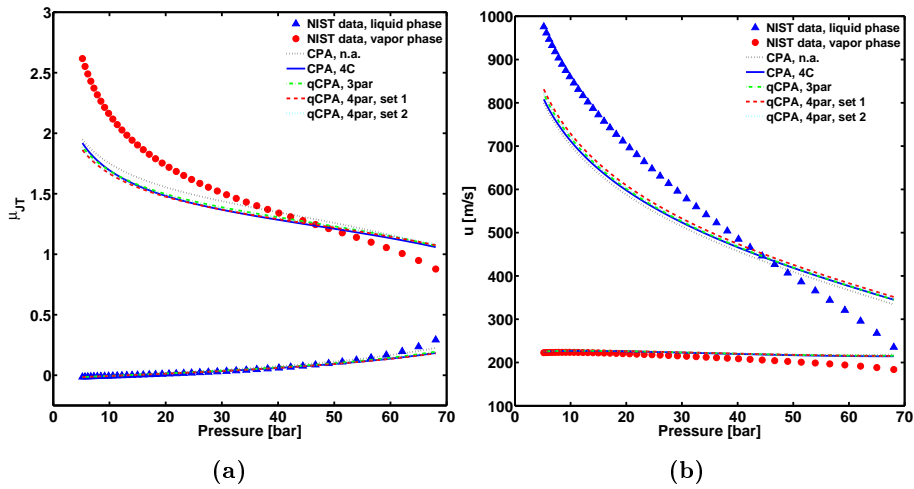 3
2.5
2
1.5
1
0.5
0
0 10 20 30 40 50 60 70
μJT
Pressure [bar]
NIST data, liquid phase
NIST data, vapor phase
CPA, n.a.
CPA, 4C
qCPA, 3par
qCPA, 4par, set 1
qCPA, 4par, set 2
(a)
1000
900
800
700
600
500
400
300
200
100
0 10 20 30 40 50 60 70
u [m/s]
Pressure [bar]
NIST data, liquid phase
NIST data, vapor phase
CPA, n.a.
CPA, 4C
qCPA, 3par
qCPA, 4par, set 1
qCPA, 4par, set 2
(b)